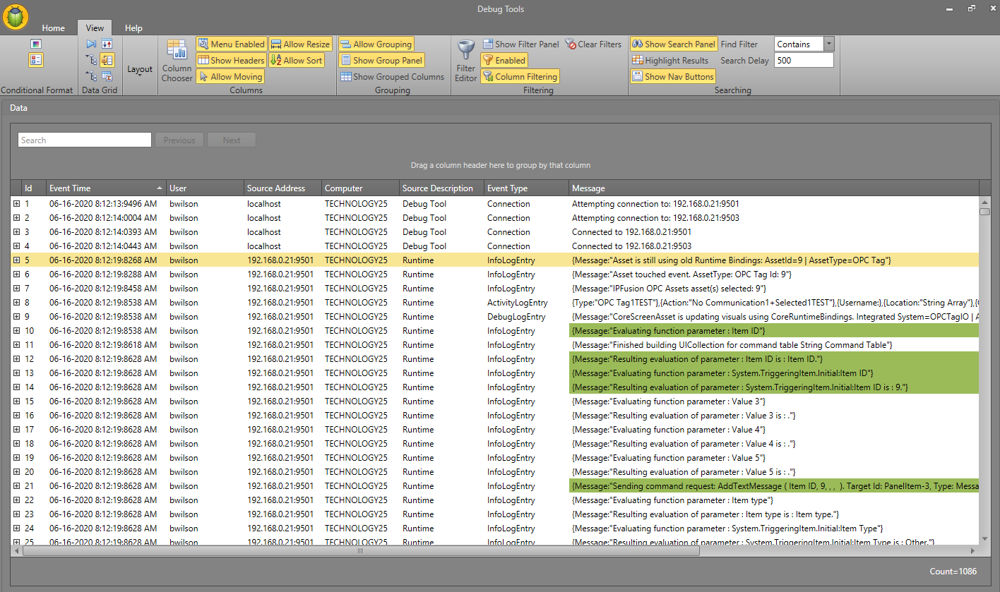 Debug Tools
Home View Help
Menu Enabled Allow Resize Allow Grouping Show Filter Panel Clear Filters Show Search Panel Find Filter Contains
Show Headers Allow Sort Show Group Panel Enabled Highlight Results Search Delay 500
Layout Column Chooser Allow Moving Show Grouped Columns Filter Editor Column Filtering Show Nav Buttons
Conditional Format Data Grid Columns Grouping Filtering Searching
Data
Search Previous Next
Drag a column header here to group by that column
Id Event Time User Source Address Computer Source Description Event Type Message
1 06-16-2020 8:12:13:9496 AM bwilson localhost TECHNOLOGY25 Debug Tool Connection Attempting connection to: 192.168.0.21:9501
2 06-16-2020 8:12:14:0004 AM bwilson localhost TECHNOLOGY25 Debug Tool Connection Attempting connection to: 192.168.0.21:9503
3 06-16-2020 8:12:14:0393 AM bwilson localhost TECHNOLOGY25 Debug Tool Connection Connected to 192.168.0.21:9501
4 06-16-2020 8:12:14:0443 AM bwilson localhost TECHNOLOGY25 Debug Tool Connection Connected to 192.168.0.21:9503
5 06-16-2020 8:12:19:8268 AM bwilson 192.168.0.21:9501 TECHNOLOGY25 Runtime InfoLogEntry {Message:"Asset is still using old Runtime Bindings: AssetId=9 | AssetType=OPC Tag"}
6 06-16-2020 8:12:19:8288 AM bwilson 192.168.0.21:9501 TECHNOLOGY25 Runtime InfoLogEntry {Message:"Asset touched event. AssetType: OPC Tag Id: 9"}
7 06-16-2020 8:12:19:8458 AM bwilson 192.168.0.21:9501 TECHNOLOGY25 Runtime InfoLogEntry {Message:"IPFusion OPC Assets asset(s) selected: 9"}
8 06-16-2020 8:12:19:8538 AM bwilson 192.168.0.21:9501 TECHNOLOGY25 Runtime ActivityLogEntry {Type:"OPC Tag1TEST"},{Action:"No Communication1+Selected1TEST"},{Username:},{Location:"String Array"},{
9 06-16-2020 8:12:19:8538 AM bwilson 192.168.0.21:9501 TECHNOLOGY25 Runtime DebugLogEntry {Message:"CoreScreenAsset is updating visuals using CoreRuntimeBindings. Integrated System=OPCTagIO | A
10 06-16-2020 8:12:19:8538 AM bwilson 192.168.0.21:9501 TECHNOLOGY25 Runtime InfoLogEntry {Message:"Evaluating function parameter : Item ID"}
11 06-16-2020 8:12:19:8618 AM bwilson 192.168.0.21:9501 TECHNOLOGY25 Runtime InfoLogEntry {Message:"Finished building UICollection for command table String Command Table"}
12 06-16-2020 8:12:19:8628 AM bwilson 192.168.0.21:9501 TECHNOLOGY25 Runtime InfoLogEntry {Message:"Resulting evaluation of parameter : Item ID is : Item ID."}
13 06-16-2020 8:12:19:8628 AM bwilson 192.168.0.21:9501 TECHNOLOGY25 Runtime InfoLogEntry {Message:"Evaluating function parameter : System.TriggeringItem.Initial:Item ID"}
14 06-16-2020 8:12:19:8628 AM bwilson 192.168.0.21:9501 TECHNOLOGY25 Runtime InfoLogEntry {Message:"Resulting evaluation of parameter : System.TriggeringItem.Initial:Item ID is : 9."}
15 06-16-2020 8:12:19:8628 AM bwilson 192.168.0.21:9501 TECHNOLOGY25 Runtime InfoLogEntry {Message:"Evaluating function parameter : Value 3"}
16 06-16-2020 8:12:19:8628 AM bwilson 192.168.0.21:9501 TECHNOLOGY25 Runtime InfoLogEntry {Message:"Resulting evaluation of parameter : Value 3 is : ."}
17 06-16-2020 8:12:19:8628 AM bwilson 192.168.0.21:9501 TECHNOLOGY25 Runtime InfoLogEntry {Message:"Evaluating function parameter : Value 4"}
18 06-16-2020 8:12:19:8628 AM bwilson 192.168.0.21:9501 TECHNOLOGY25 Runtime InfoLogEntry {Message:"Resulting evaluation of parameter : Value 4 is : ."}
19 06-16-2020 8:12:19:8628 AM bwilson 192.168.0.21:9501 TECHNOLOGY25 Runtime InfoLogEntry {Message:"Evaluating function parameter : Value 5"}
20 06-16-2020 8:12:19:8628 AM bwilson 192.168.0.21:9501 TECHNOLOGY25 Runtime InfoLogEntry {Message:"Resulting evaluation of parameter : Value 5 is : ."}
21 06-16-2020 8:12:19:8628 AM bwilson 192.168.0.21:9501 TECHNOLOGY25 Runtime InfoLogEntry {Message:"Sending command request: AddTextMessage ( Item ID, 9, , ,  ). Target Id: PanelItem-3, Type: Messa
22 06-16-2020 8:12:19:8628 AM bwilson 192.168.0.21:9501 TECHNOLOGY25 Runtime InfoLogEntry {Message:"Evaluating function parameter : Item type"}
23 06-16-2020 8:12:19:8628 AM bwilson 192.168.0.21:9501 TECHNOLOGY25 Runtime InfoLogEntry {Message:"Resulting evaluation of parameter : Item type is : Item type."}
24 06-16-2020 8:12:19:8628 AM bwilson 192.168.0.21:9501 TECHNOLOGY25 Runtime InfoLogEntry {Message:"Evaluating function parameter : System.TriggeringItem.Initial:Item Type"}
25 06-16-2020 8:12:19:8628 AM bwilson 192.168.0.21:9501 TECHNOLOGY25 Runtime InfoLogEntry {Message:"Resulting evaluation of parameter : System.TriggeringItem.Initial:Item Type is : Other."}
Count=1086